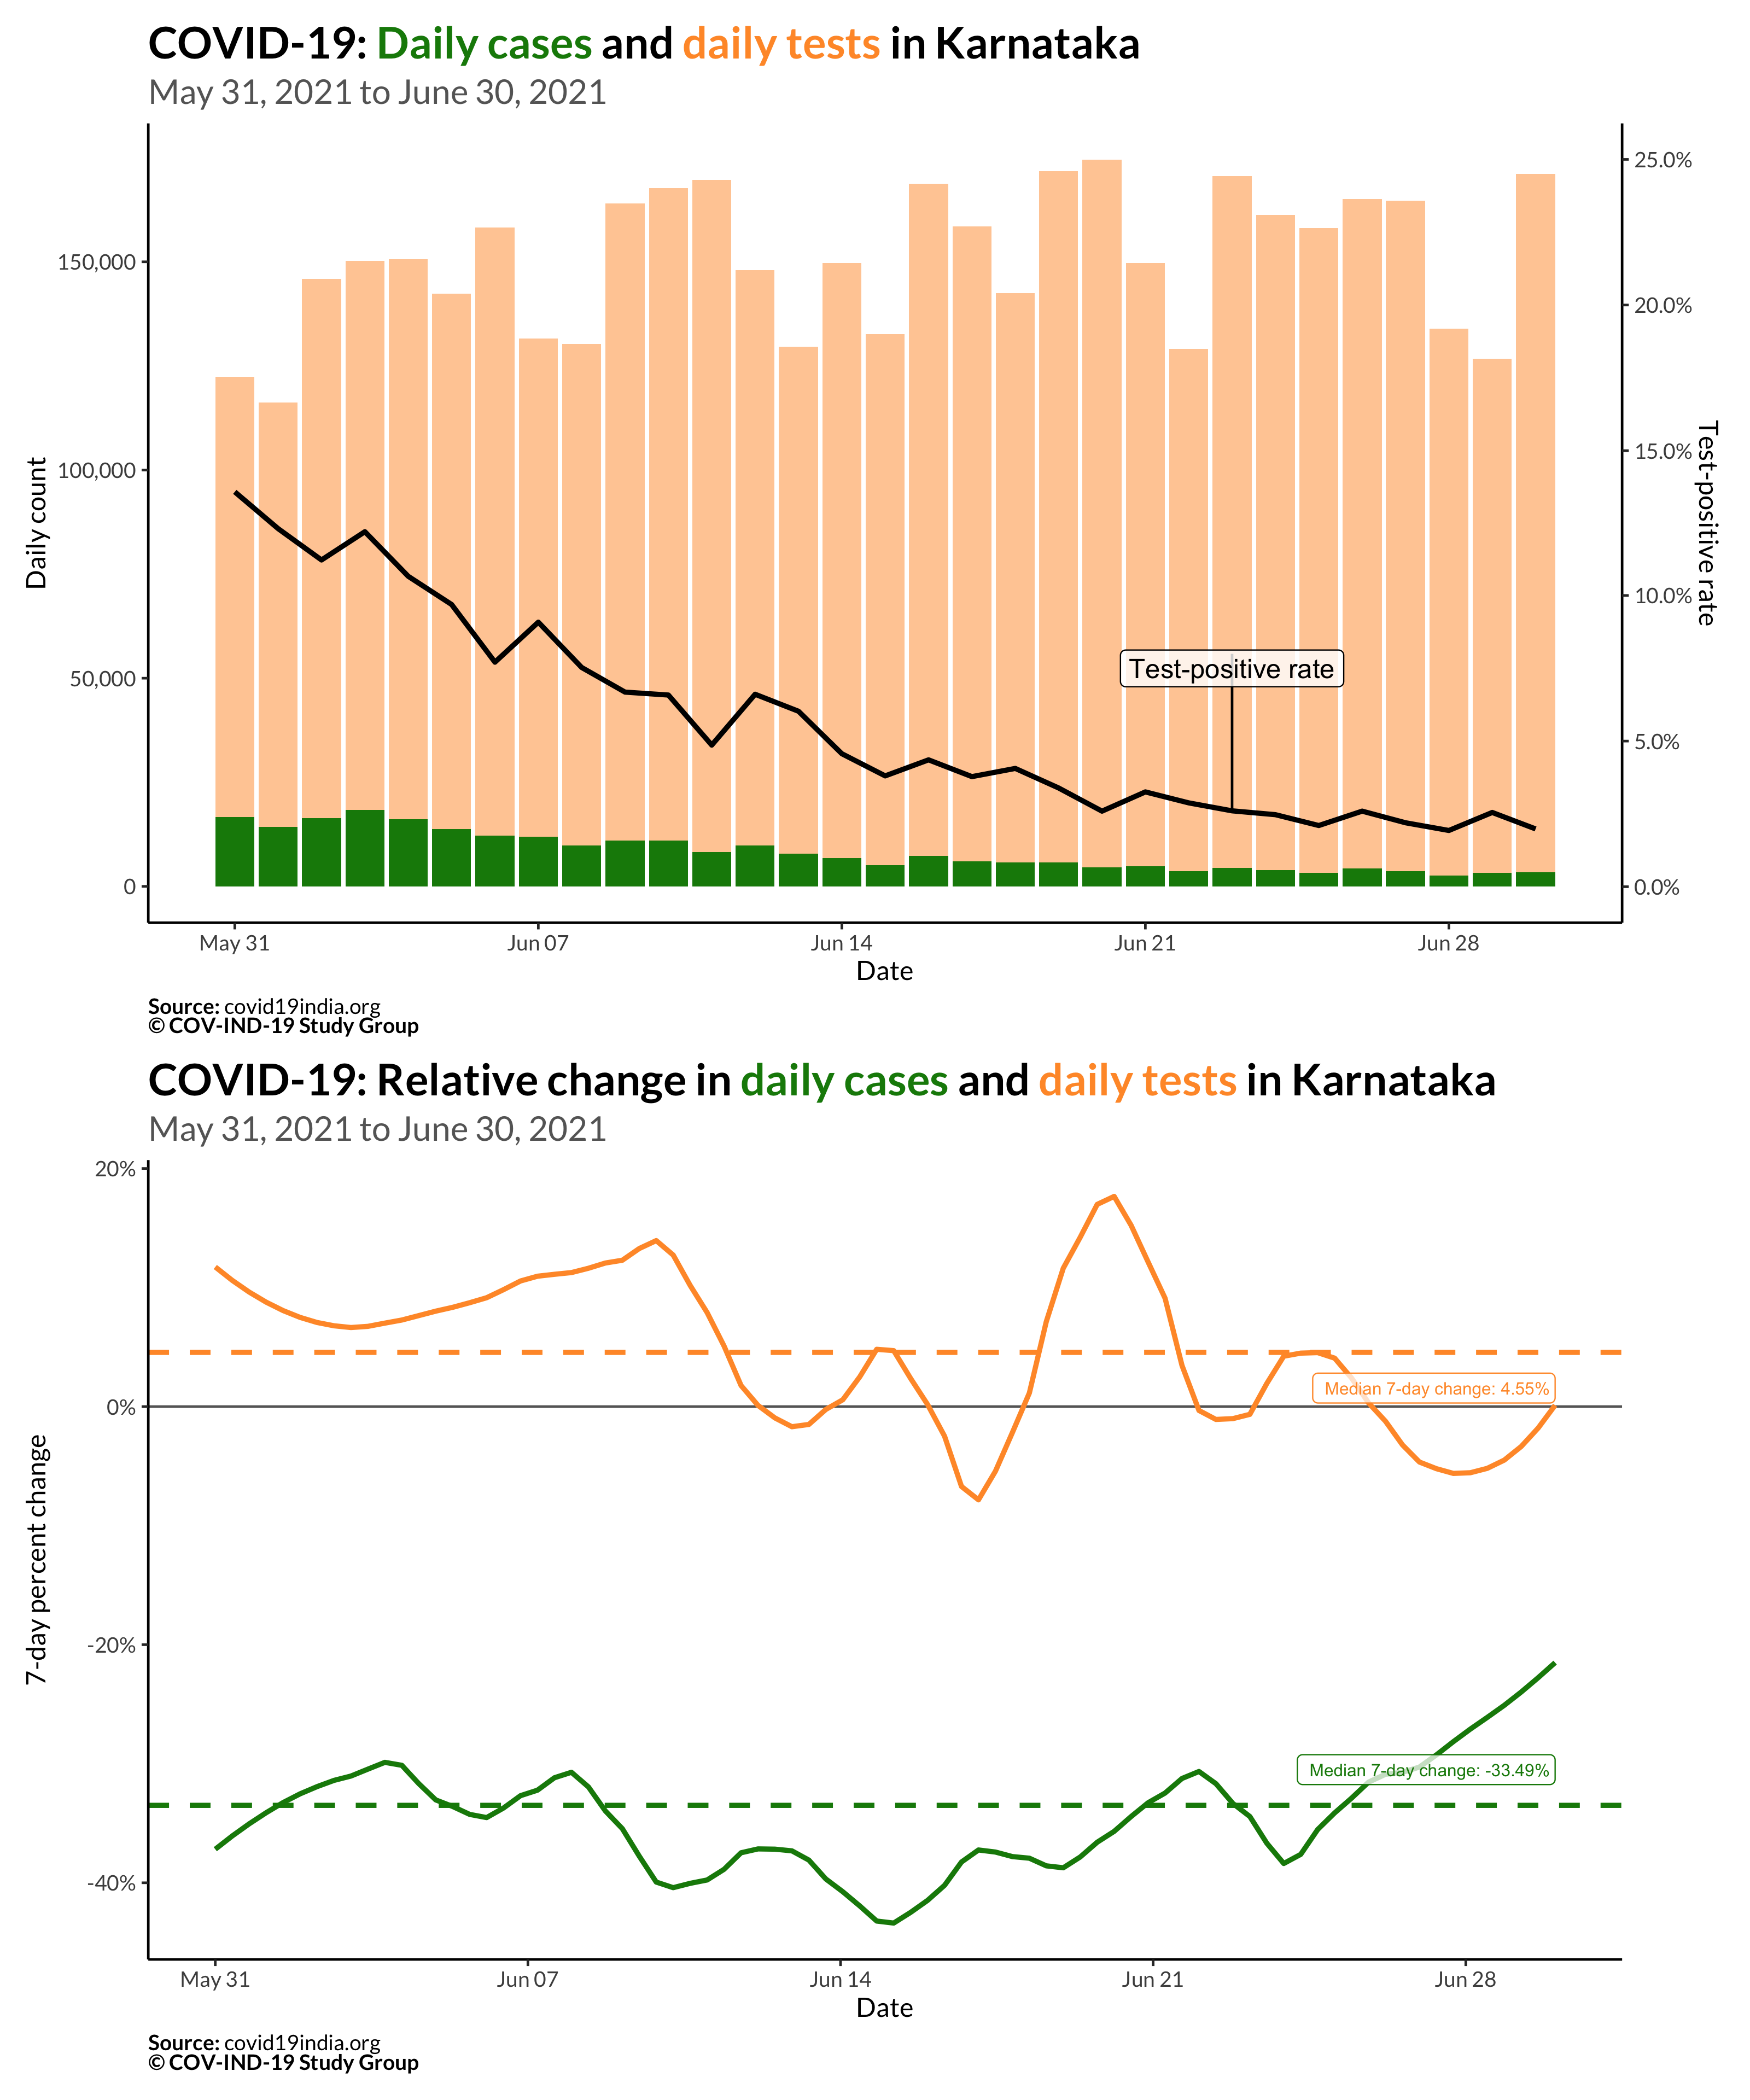 COVID-19: Daily cases and daily tests in Karnataka
May 31, 2021 to June 30, 2021
Daily count
150,000
100,000
50,000
0
25.0%
20.0%
15.0%
10.0%
5.0%
0.0%
Test-positive rate
Test-positive rate
May 31
Jun 07
Jun 14
Jun 21
Jun 28
Date
Source: covid19india.org
© COV-IND-19 Study Group
COVID-19: Relative change in daily cases and daily tests in Karnataka
May 31, 2021 to June 30, 2021
7-day percent change
20%
0%
-20%
-40%
Median 7-day change: 4.55%
Median 7-day change: -33.49%
May 31
Jun 07
Jun 14
Jun 21
Jun 28
Date
Source: covid19india.org
© COV-IND-19 Study Group